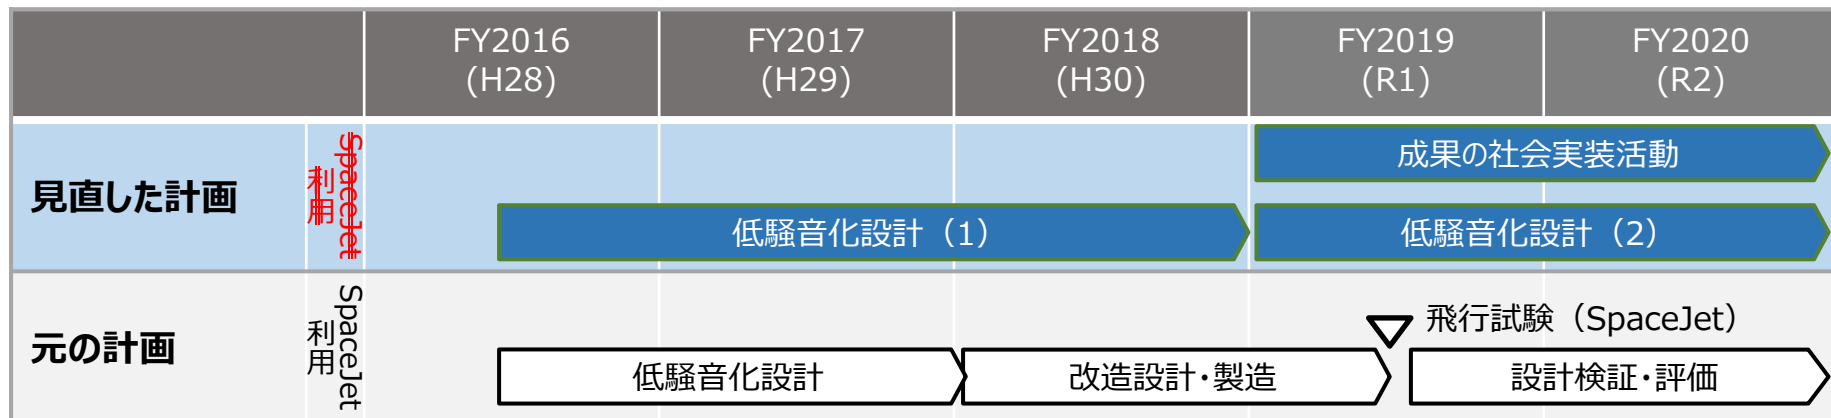 FY2016
(H28)
FY2017
(H29)
FY2018
(H30)
FY2019
(R1)
FY2020
(R2)
見直した計画
SpaceJet
利用
成果の社会実装活動
低騒音化設計（1）
低騒音化設計（2）
元の計画
SpaceJet
利用
飛行試験（SpaceJet）
低騒音化設計
改造設計・製造
設計検証・評価